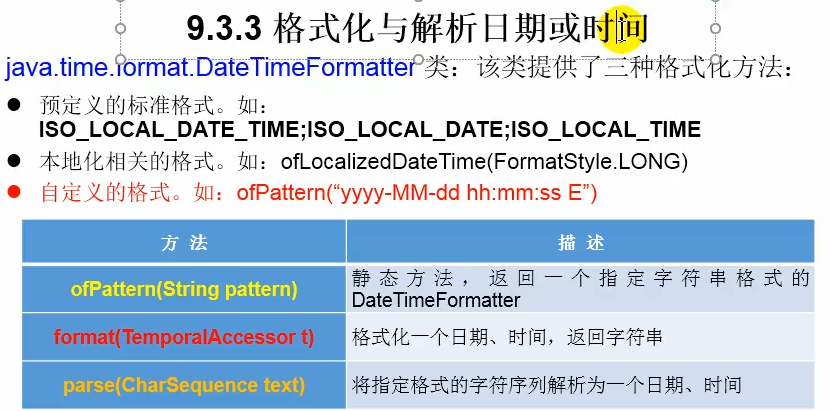 9.3.3 格式化与解析日期或时间
java.time.format.DateTimeFormatter 类：该类提供了三种格式化方法：
● 预定义的标准格式。如：
ISO_LOCAL_DATE_TIME;ISO_LOCAL_DATE;ISO_LOCAL_TIME
● 本地化相关的格式。如：ofLocalizedDateTime(FormatStyle.LONG)
● 自定义的格式。如：ofPattern(“yyyy-MM-dd hh:mm:ss E”)
方 法 描 述
ofPattern(String pattern) 静态方法，返回一个指定字符串格式的
DateTimeFormatter
format(TemporalAccessor t) 格式化一个日期、时间，返回字符串
parse(CharSequence text) 将指定格式的字符序列解析为一个日期、时间